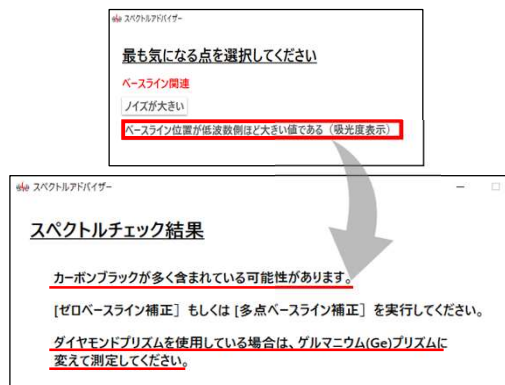 スペクトルアドバイザー
最も気になる点を選択してください
ベースライン関連
ノイズが大きい
ベースライン位置が低波数側ほど大きい値である（吸光度表示）
スペクトルアドバイザー
スペクトルチェック結果
カーボンブラックが多く含まれている可能性があります。
[ゼロベースライン補正］もしくは [多点ベースライン補正］を実行してください。
ダイヤモンドプリズムを使用している場合は、ゲルマニウム(Ge)プリズムに
変えて測定してください。